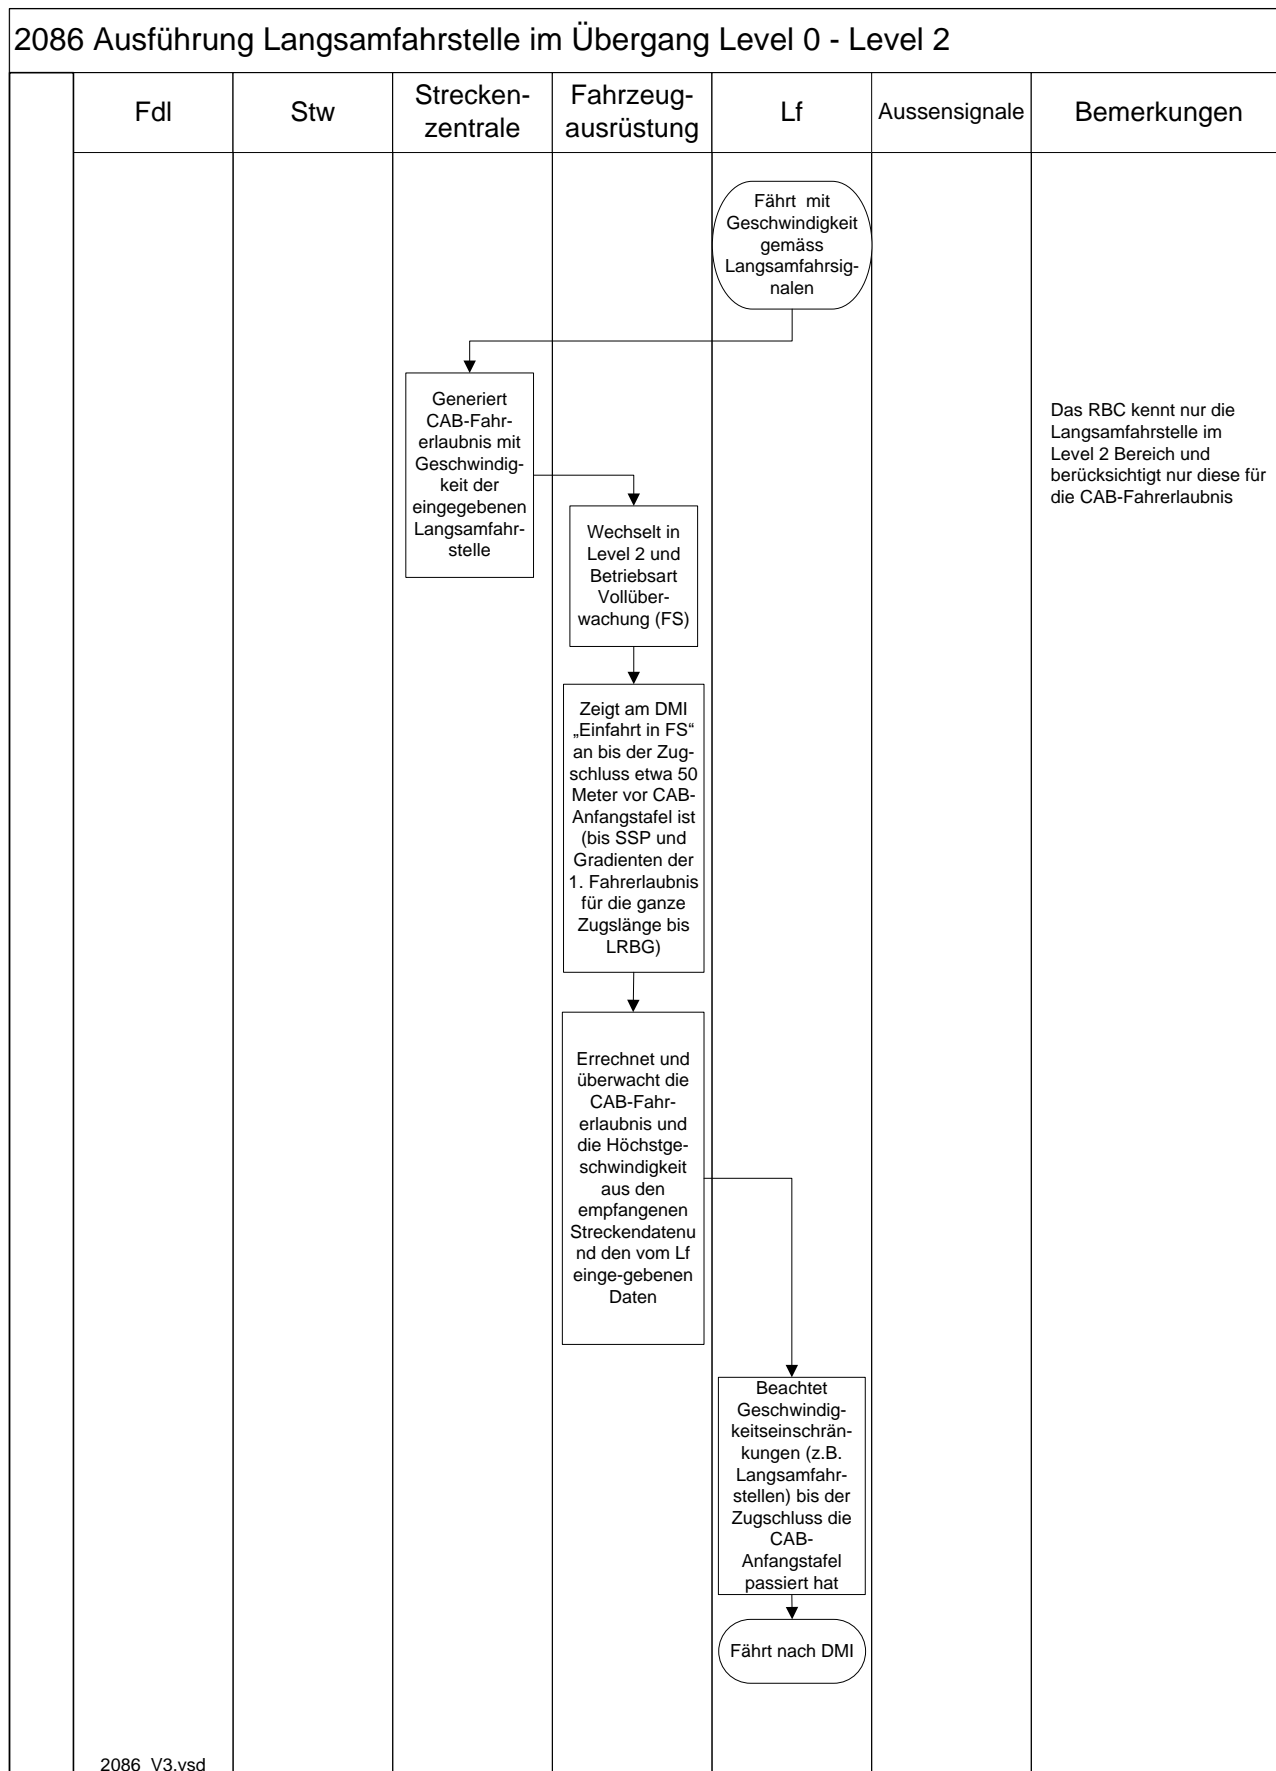 2086 Ausführung Langsamfahrstelle im Übergang Level 0 - Level 2
Fdl
Stw
Strecken-
zentrale
Fahrzeug-
ausrüstung
Lf
Aussensignale
Bemerkungen
Fährt mit
Geschwindigkeit
gemäss
Langsamfahrsig-
nalen
Generiert
CAB-Fahr-
erlaubnis mit
Geschwindig-
keit der
eingegebenen
Langsamfahr-
stelle
Das RBC kennt nur die
Langsamfahrstelle im
Level 2 Bereich und
berücksichtigt nur diese für
die CAB-Fahrerlaubnis
Wechselt in
Level 2 und
Betriebsart
Vollüber-
wachung (FS)
Zeigt am DMI
„Einfahrt in FS“
an bis der Zug-
schluss etwa 50
Meter vor CAB-
Anfangstafel ist
(bis SSP und
Gradienten der
1. Fahrerlaubnis
für die ganze
Zugslänge bis
LRBG)
Errechnet und
überwacht die
CAB-Fahr-
erlaubnis und
die Höchstge-
schwindigkeit
aus den
empfangenen
Streckendatenu
nd den vom Lf
einge-gebenen
Daten
Beachtet
Geschwindig-
keitseinschrän-
kungen (z.B.
Langsamfahr-
stellen) bis der
Zugschluss die
CAB-
Anfangstafel
passiert hat
Fährt nach DMI
2086_V3.vsd